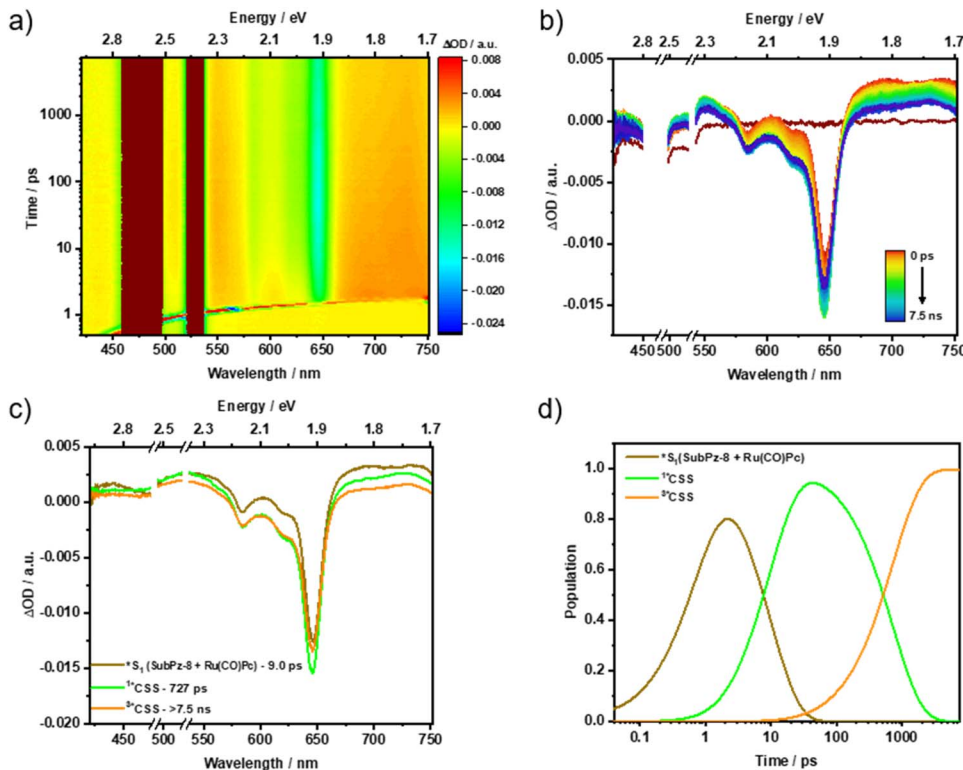 a)
Energy / eV
2.8 2.5 2.4 2.3 2.1 2.0 1.9 1.8 1.7
ΔOD / a.u.
1000
100
10
1
Time / ps
450 500 550 600 650 700 750
Wavelength / nm
0.008
0.004
0.000
-0.004
-0.008
-0.012
-0.016
-0.020
-0.024
b)
Energy / eV
2.8 2.5 2.3 2.1 1.9 1.8 1.7
0.005
0.000
-0.005
-0.010
-0.015
ΔOD / a.u.
0 ps
7.5 ns
450 500 550 600 650 700 750
Wavelength / nm
c)
Energy / eV
2.8 2.5 2.4 2.3 2.1 2.0 1.9 1.8 1.7
0.005
0.000
-0.005
-0.010
-0.015
-0.020
ΔOD / a.u.
*S1 (SubPz-8 + Ru(CO)Pc) - 9.0 ps
1*CSS - 727 ps
3*CSS - >7.5 ns
450 500 550 600 650 700 750
Wavelength / nm
d)
*S1(SubPz-8 + Ru(CO)Pc)
1*CSS
3*CSS
1.0
0.8
0.6
0.4
0.2
0.0
Population
0.1 1 10 100 1000
Time / ps